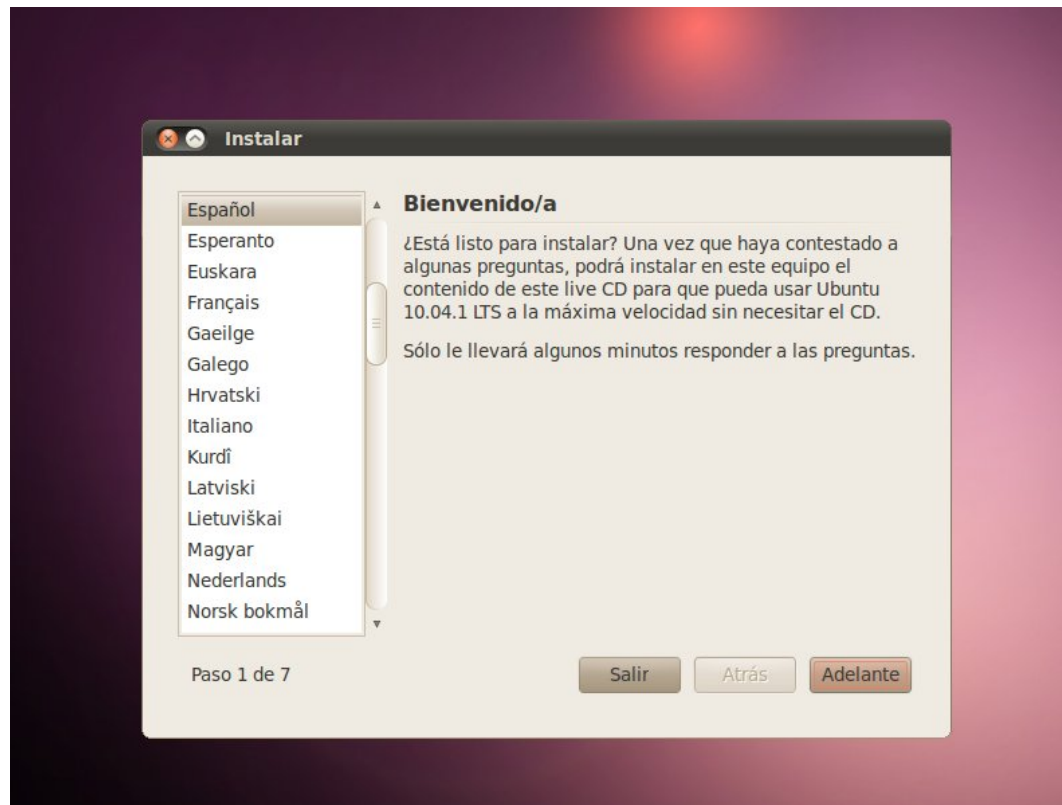 Instalar
Español
Esperanto
Euskara
Français
Gaeilge
Galego
Hrvatski
Italiano
Kurdî
Latviski
Lietuviškai
Magyar
Nederlands
Norsk bokmål
Bienvenido/a
¿Está listo para instalar? Una vez que haya contestado a
algunas preguntas, podrá instalar en este equipo el
contenido de este live CD para que pueda usar Ubuntu
10.04.1 LTS a la máxima velocidad sin necesitar el CD.
Sólo le llevará algunos minutos responder a las preguntas.
Paso 1 de 7
Salir
Atrás
Adelante